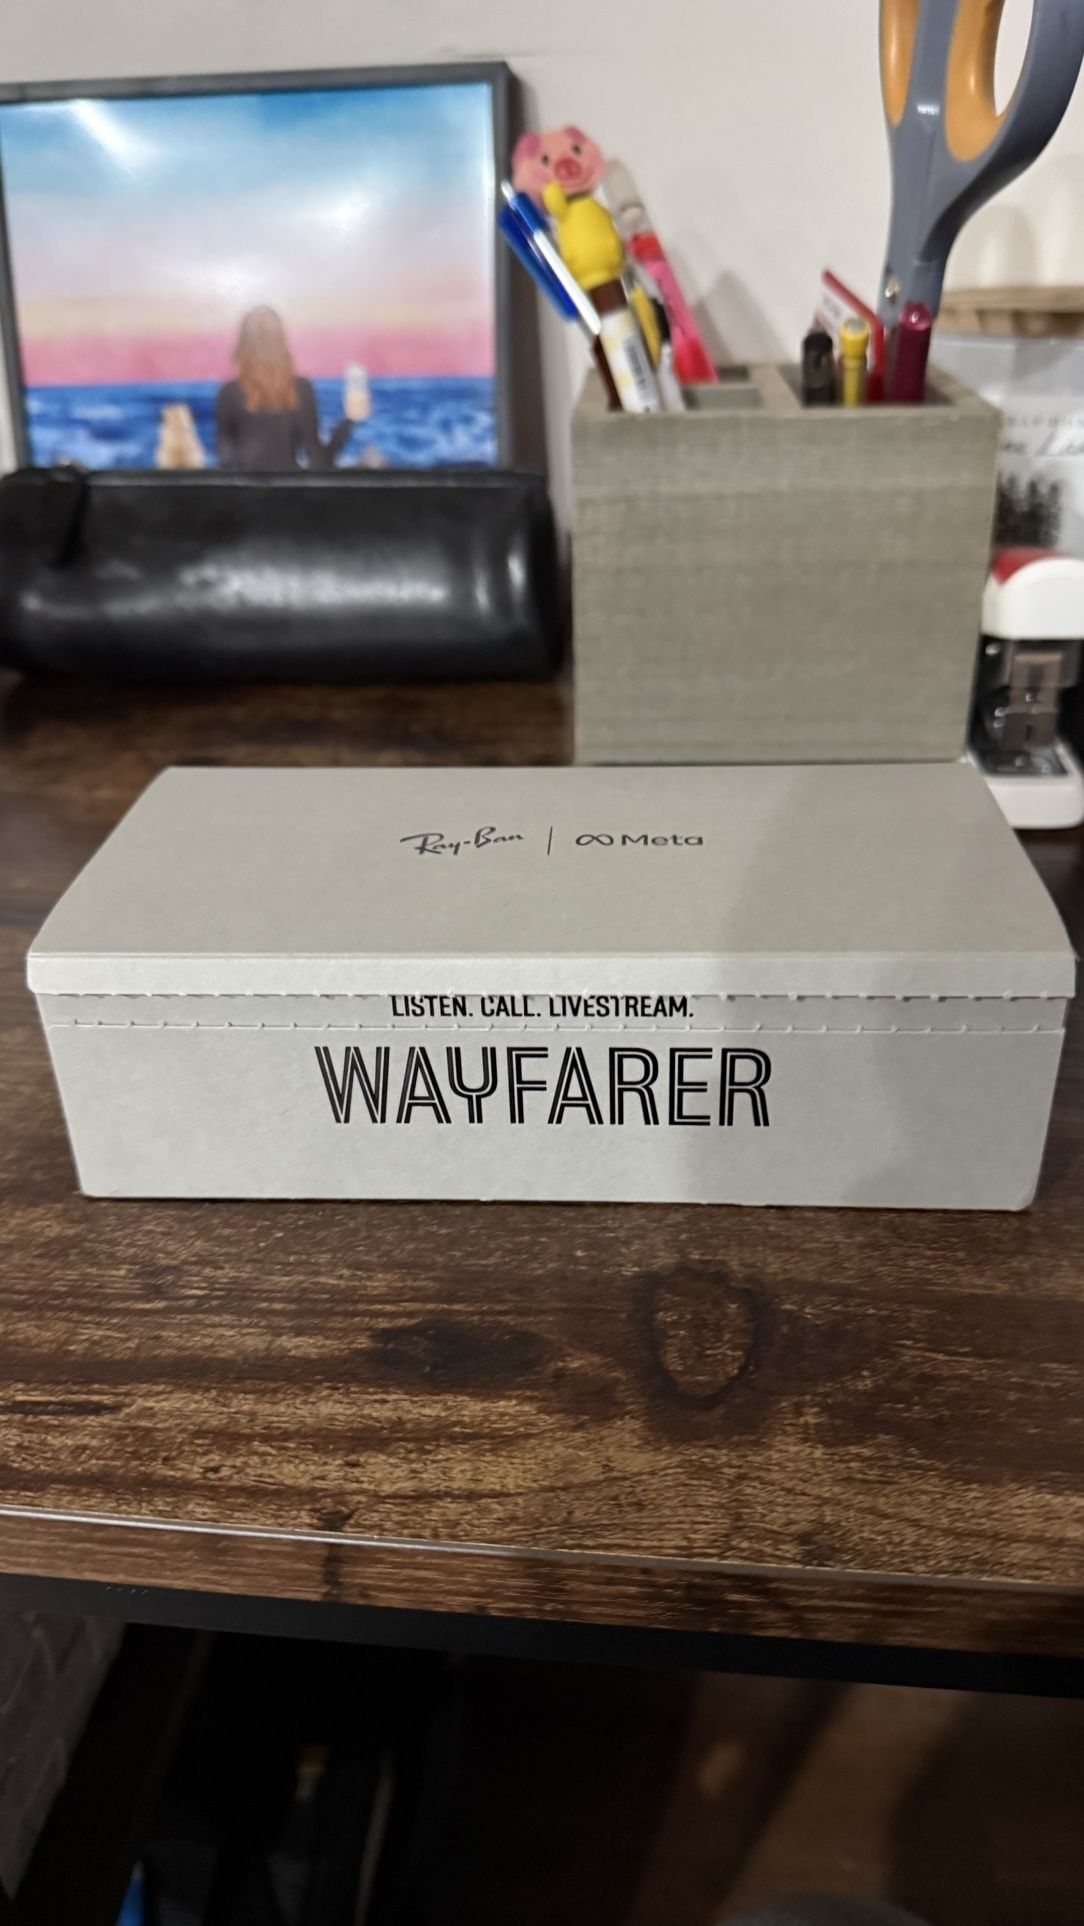 Ray-Ban | Meta
LISTEN. CALL. LIVESTREAM.
WAYFARER